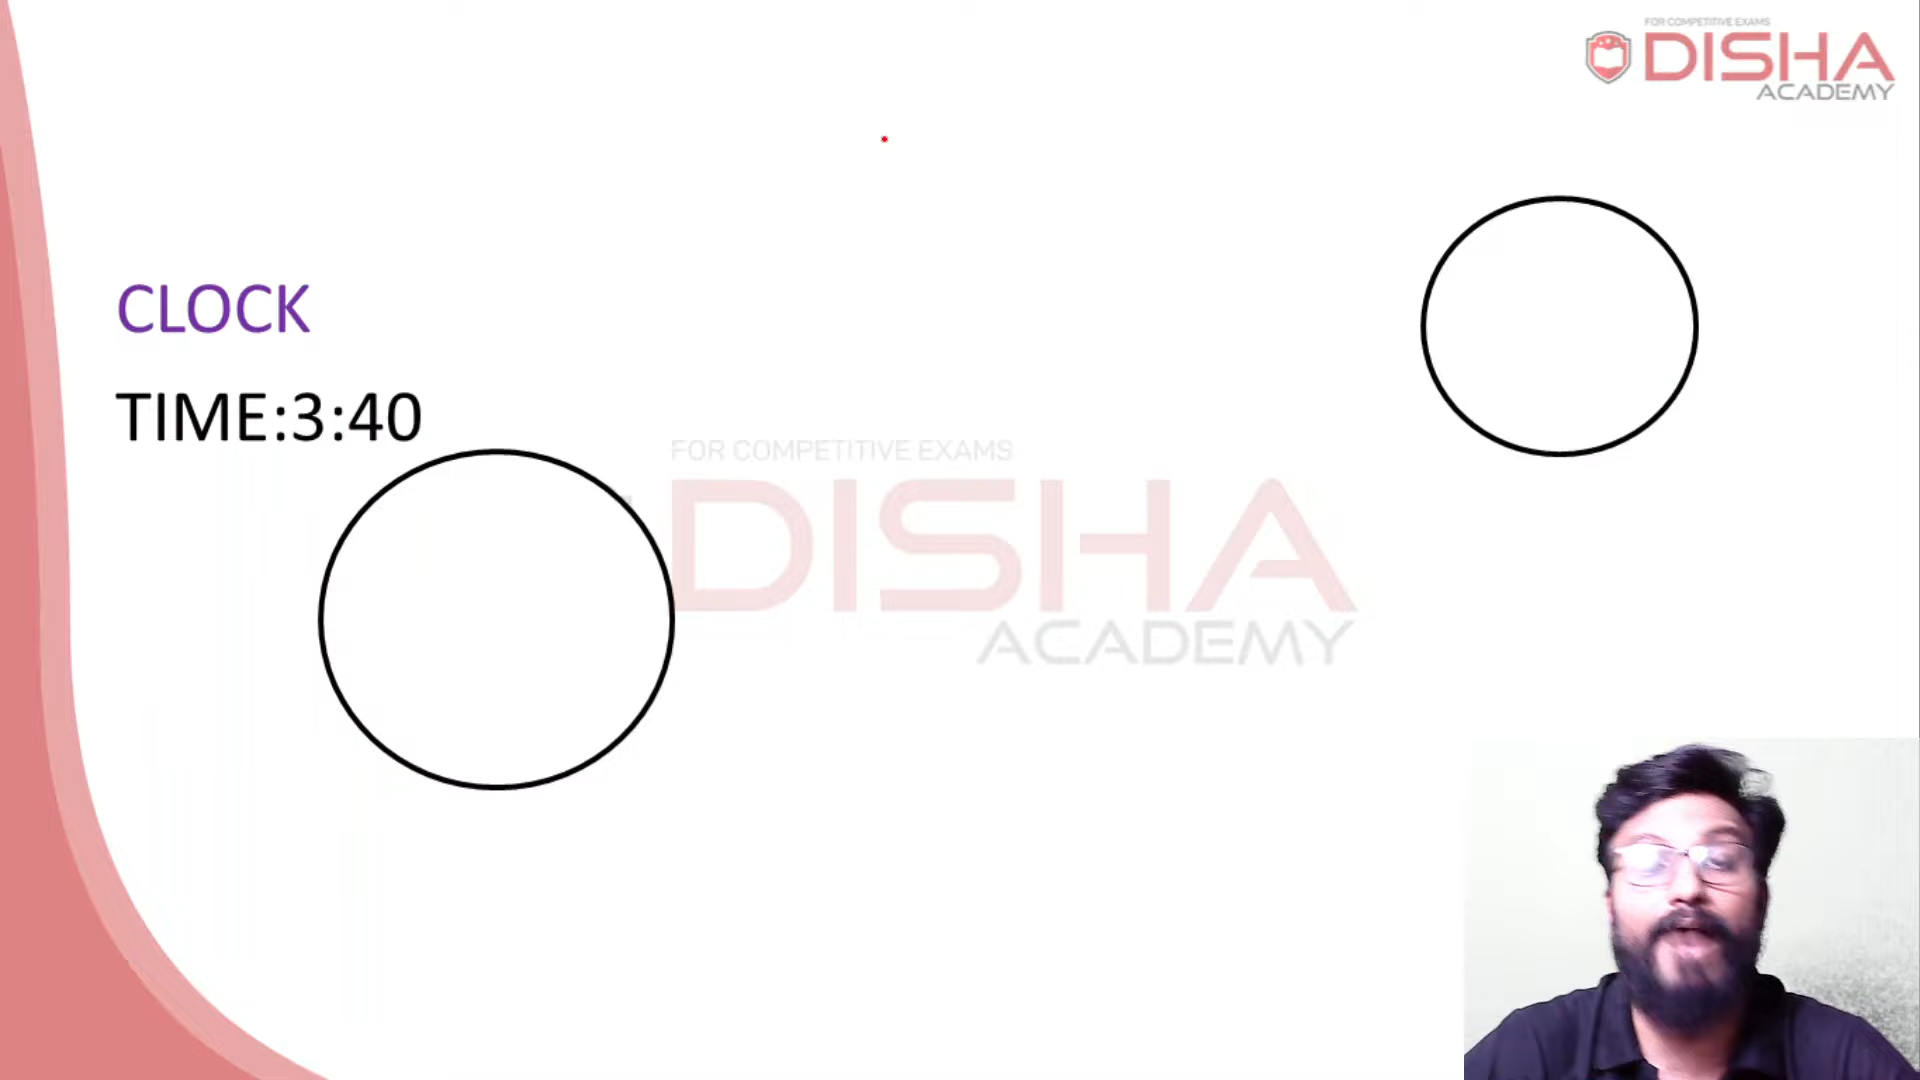 FOR COMPETITIVE EXAMS
DISHA
ACADEMY
CLOCK
TIME:3:40
FOR COMPETITIVE EXAMS
DISHA
ACADEMY